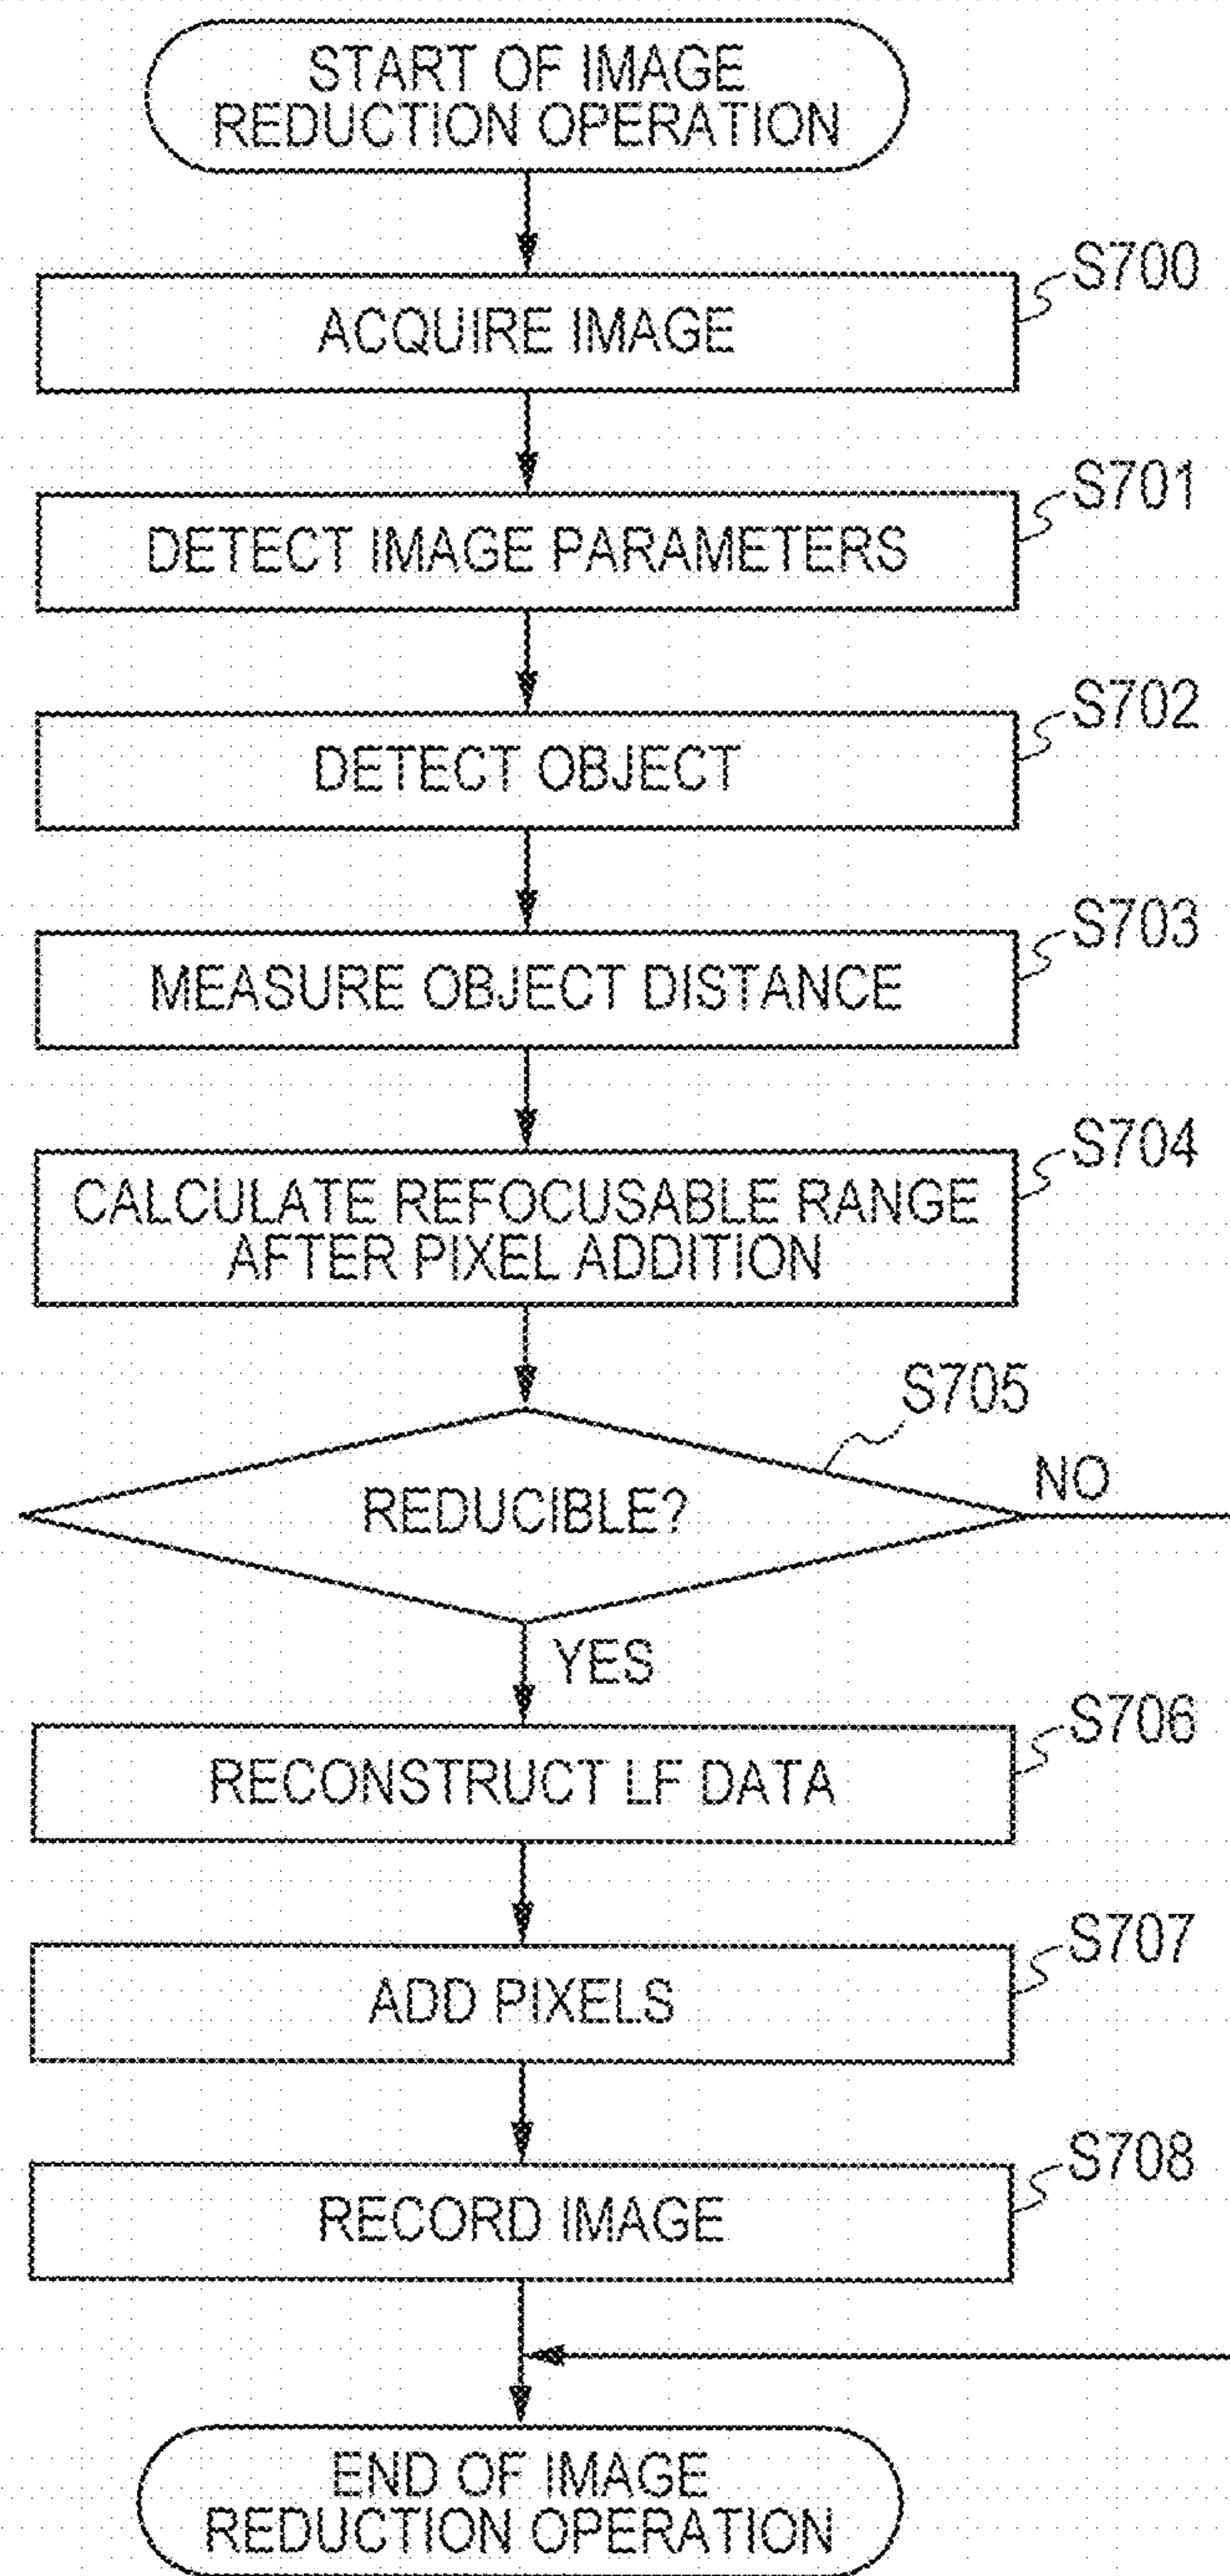 START OF IMAGE
REDUCTION OPERATION
S700
ACQUIRE IMAGE
S701
DETECT IMAGE PARAMETERS
S702
DETECT OBJECT
S703
MEASURE OBJECT DISTANCE
S704
CALCULATE REFOCUSABLE RANGE
AFTER PIXEL ADDITION
S705
REDUCIBLE?
NO
YES
S706
RECONSTRUCT LF DATA
S707
ADD PIXELS
S708
RECORD IMAGE
END OF IMAGE
REDUCTION OPERATION